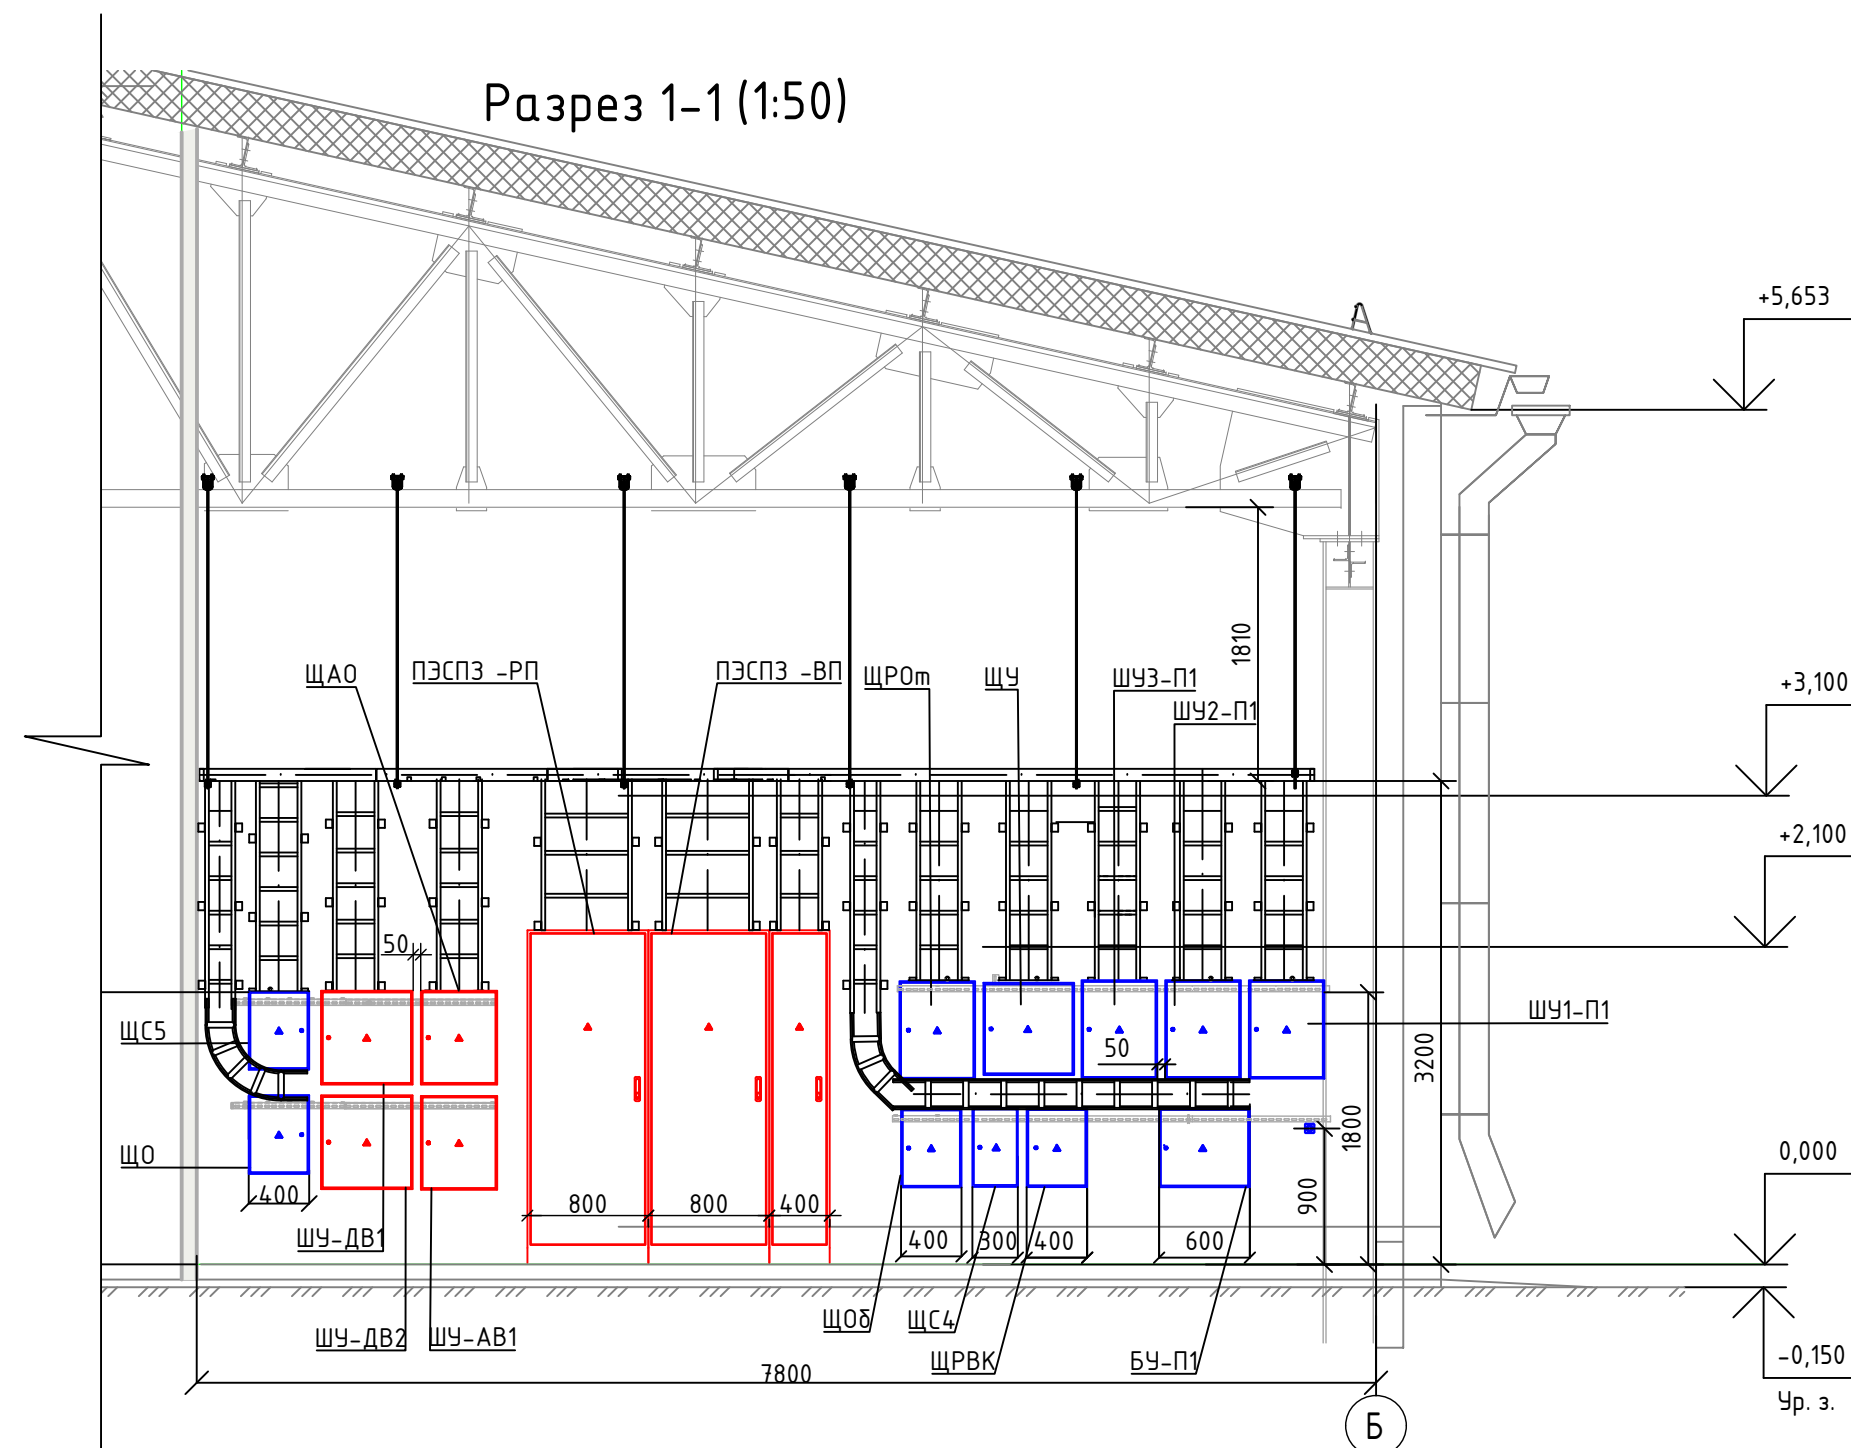 Разрез 1-1 (1:50)
+5,653
1810
ЩАО
ПЭСПЗ -РП
ПЭСПЗ -ВП
ЩРОт
ЩУ
ШУ3-П1
ШУ2-П1
+3,100
+2,100
50
ЩС5
ШУ1-П1
50
3200
1800
ЩО
0,000
400
800
800
400
900
ШУ-ДВ1
400
300
400
600
ШУ-ДВ2
ШУ-АВ1
ЩОб
ЩС4
ЩРВК
БУ-П1
-0,150
7800
Ур. з.
Б